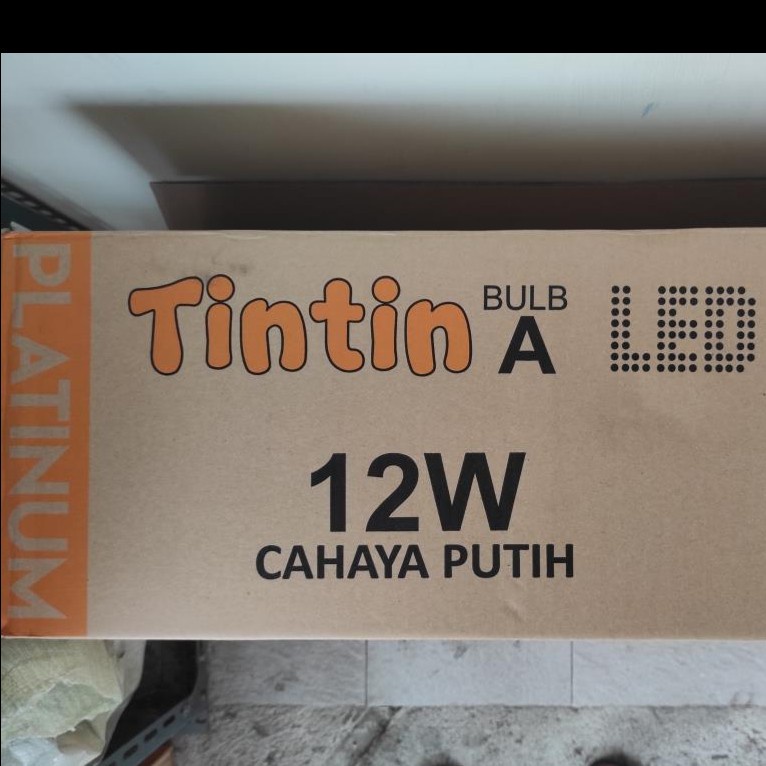 PLATINUM
Tintin BULB A LED
12W
CAHAYA PUTIH